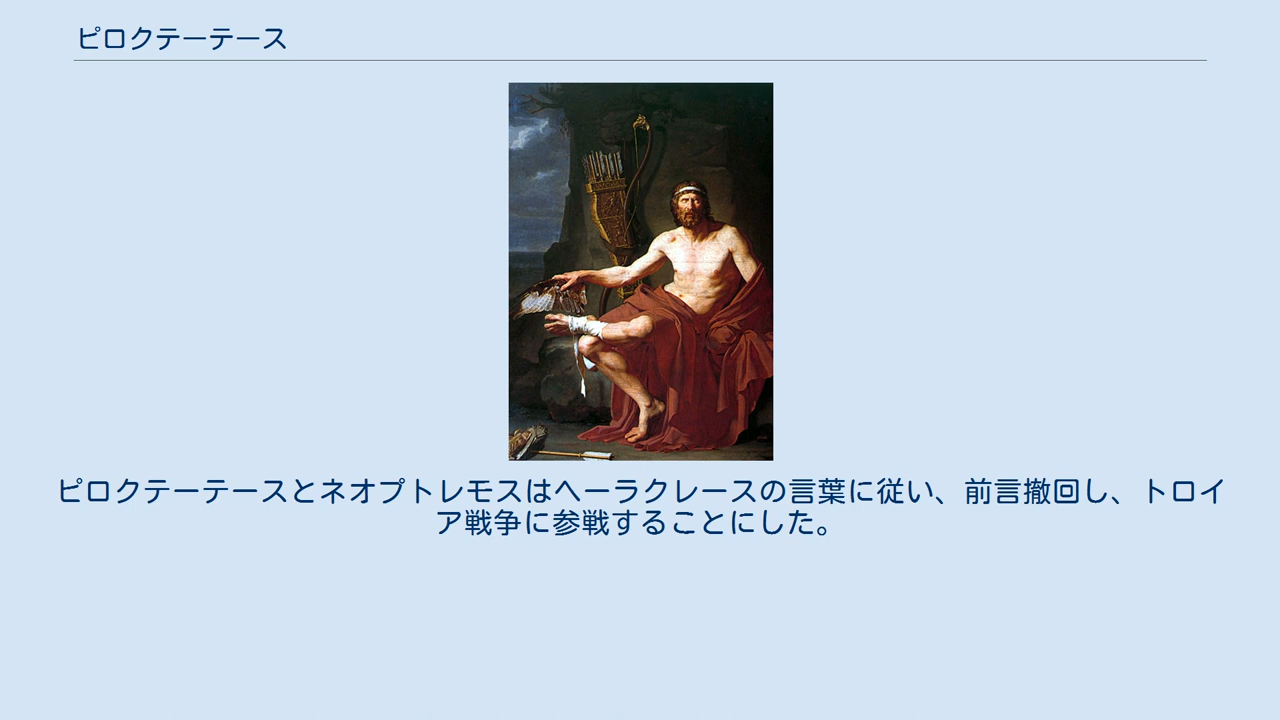 ピロクテーテース
ピロクテーテースとネオプトレモスはヘーラクレースの言葉に従い、前言撤回し、トロイ
ア戦争に参戦することにした。